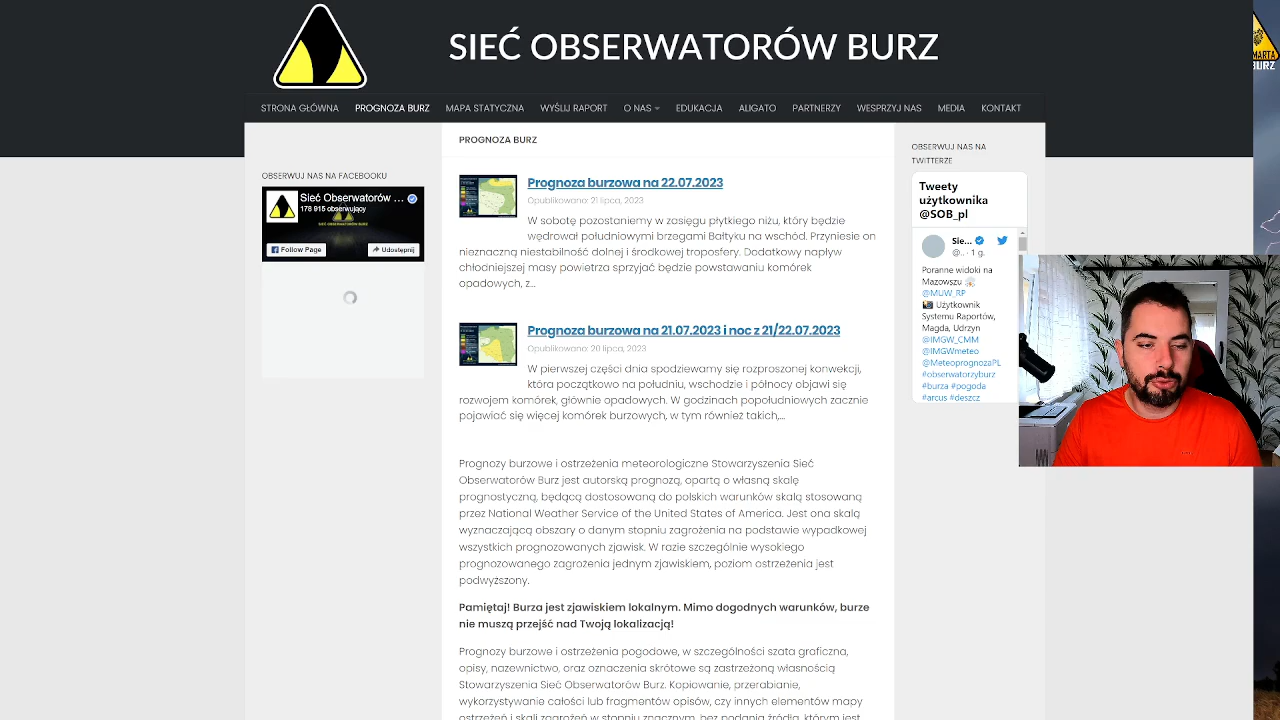 SIEĆ OBSERWATORÓW BURZ
STRONA GŁÓWNA PROGNOZA BURZ MAPA STATYCZNA WYŚLIJ RAPORT O NAS EDUKACJA ALIGATO PARTNERZY WESPRZYJ NAS MEDIA KONTAKT
OBSERWUJ NAS NA FACEBOOKU
Sieć Obserwatorów ...
178 915 obserwujący
SIEĆ OBSERWATORÓW BURZ
Follow Page
Udostępnij
PROGNOZA BURZ
Prognoza burzowa na 22.07.2023
Opublikowano: 21 lipca, 2023
W sobotę pozostaniemy w zasięgu płytkiego niżu, który będzie
wędrował południowymi brzegami Bałtyku na wschód. Przyniesie on
nieznaczną niestabilność dolnej i środkowej troposfery. Dodatkowy napływ
chłodniejszej masy powietrza sprzyjać będzie powstawaniu komórek
opadowych, z...
Prognoza burzowa na 21.07.2023 i noc z 21/22.07.2023
Opublikowano: 20 lipca, 2023
W pierwszej części dnia spodziewamy się rozproszonej konwekcji,
która początkowo na południu, wschodzie i północy objawi się
rozwojem komórek, głównie opadowych. W godzinach popołudniowych zacznie
pojawiać się więcej komórek burzowych, w tym również takich,...
Prognozy burzowe i ostrzeżenia meteorologiczne Stowarzyszenia Sieć
Obserwatorów Burz jest autorską prognozą, opartą o własną skalę
prognostyczną, będącą dostosowaną do polskich warunków skalą stosowaną
przez National Weather Service of the United States of America. Jest ona skalą
wyznaczającą obszary o danym stopniu zagrożenia na podstawie wypadkowej
wszystkich prognozowanych zjawisk. W razie szczególnie wysokiego
prognozowanego zagrożenia jednym zjawiskiem, poziom ostrzeżenia jest
podwyższony.
Pamiętaj! Burza jest zjawiskiem lokalnym. Mimo dogodnych warunków, burze
nie muszą przejść nad Twoją lokalizacją!
Prognozy burzowe i ostrzeżenia pogodowe, w szczególności szata graficzna,
opisy, nazewnictwo, oraz oznaczenia skrótowe są zastrzeżoną własnością
Stowarzyszenia Sieć Obserwatorów Burz. Kopiowanie, przerabianie,
wykorzystywanie całości lub fragmentów opisów, czy innych elementów mapy
ostrzeżeń i skali zagrożeń w stopniu znacznym, bez podania źródła, którym jest
OBSERWUJ NAS NA
TWITTERZE
Tweety
użytkownika
@SOB_pl
Sie...
@.. · 1 g.
Poranne widoki na
Mazowszu
@MUW_RP
Użytkownik
Systemu Raportów,
Magda, Udrzyn
@IMGW_CMM
@IMGWmeteo
@MeteoprognozaPL
#obserwatorzyburz
#burza #pogoda
#arcus #deszcz
BURZ